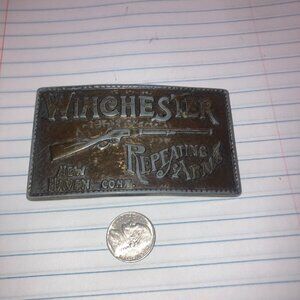 WINCHESTER
REPEATING
ARMS
NEW
HAVEN, CONN.